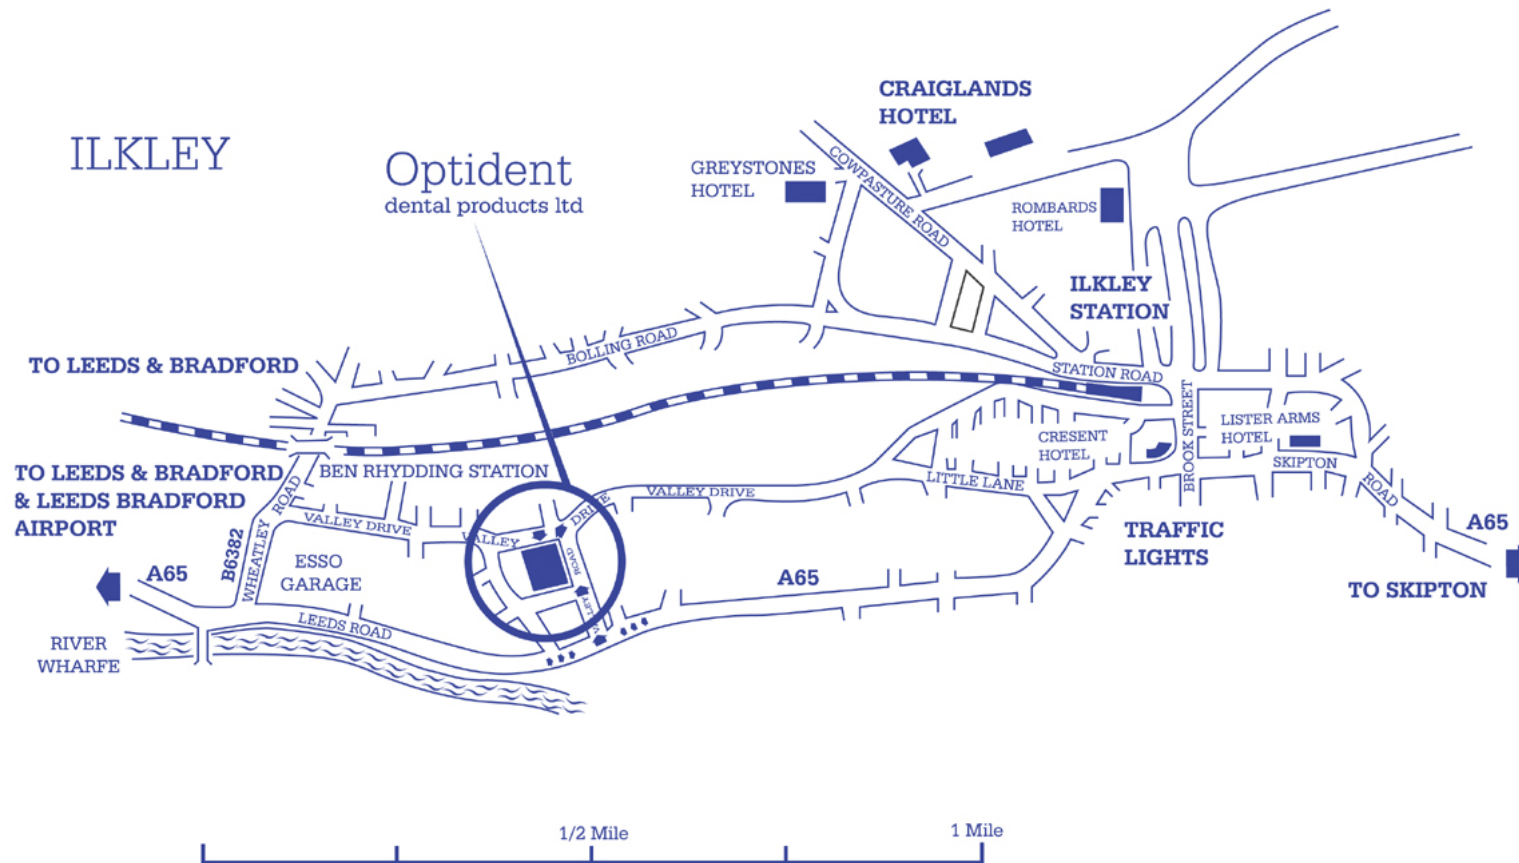 ILKLEY
Optident
dental products ltd
CRAIGLANDS
HOTEL
GREYSTONES
HOTEL
COWPASTURE ROAD
ROMBARDS
HOTEL
ILKLEY
STATION
TO LEEDS & BRADFORD
BOLLING ROAD
STATION ROAD
BROOK STREET
LISTER ARMS
HOTEL
CRESENT
HOTEL
SKIPTON
ROAD
TO LEEDS & BRADFORD
& LEEDS BRADFORD
AIRPORT
BEN RHYDDING STATION
LITTLE LANE
VALLEY DRIVE
VALLEY DRIVE
VALLEY
DRIVE
ROAD
B6382
WHEATLEY ROAD
ESSO
GARAGE
TRAFFIC
LIGHTS
A65
TO SKIPTON
A65
A65
LEEDS ROAD
RIVER
WHARFE
1/2 Mile
1 Mile